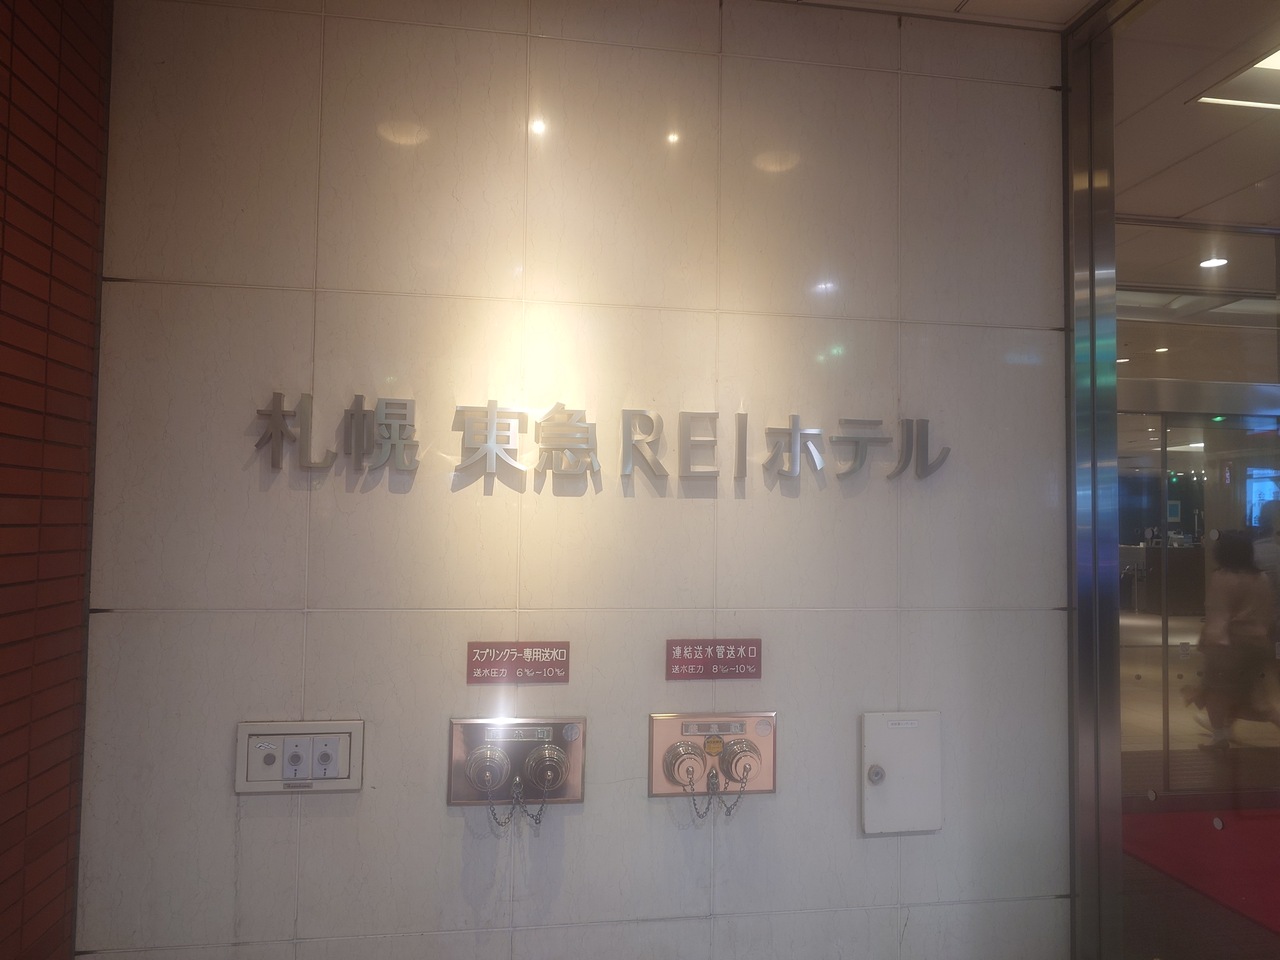 札幌 東急REIホテル
スプリンクラー専用送水口
送水圧力 6㎏/㎠~10㎏/㎠
連結送水管送水口
送水圧力 8㎏/㎠~10㎏/㎠